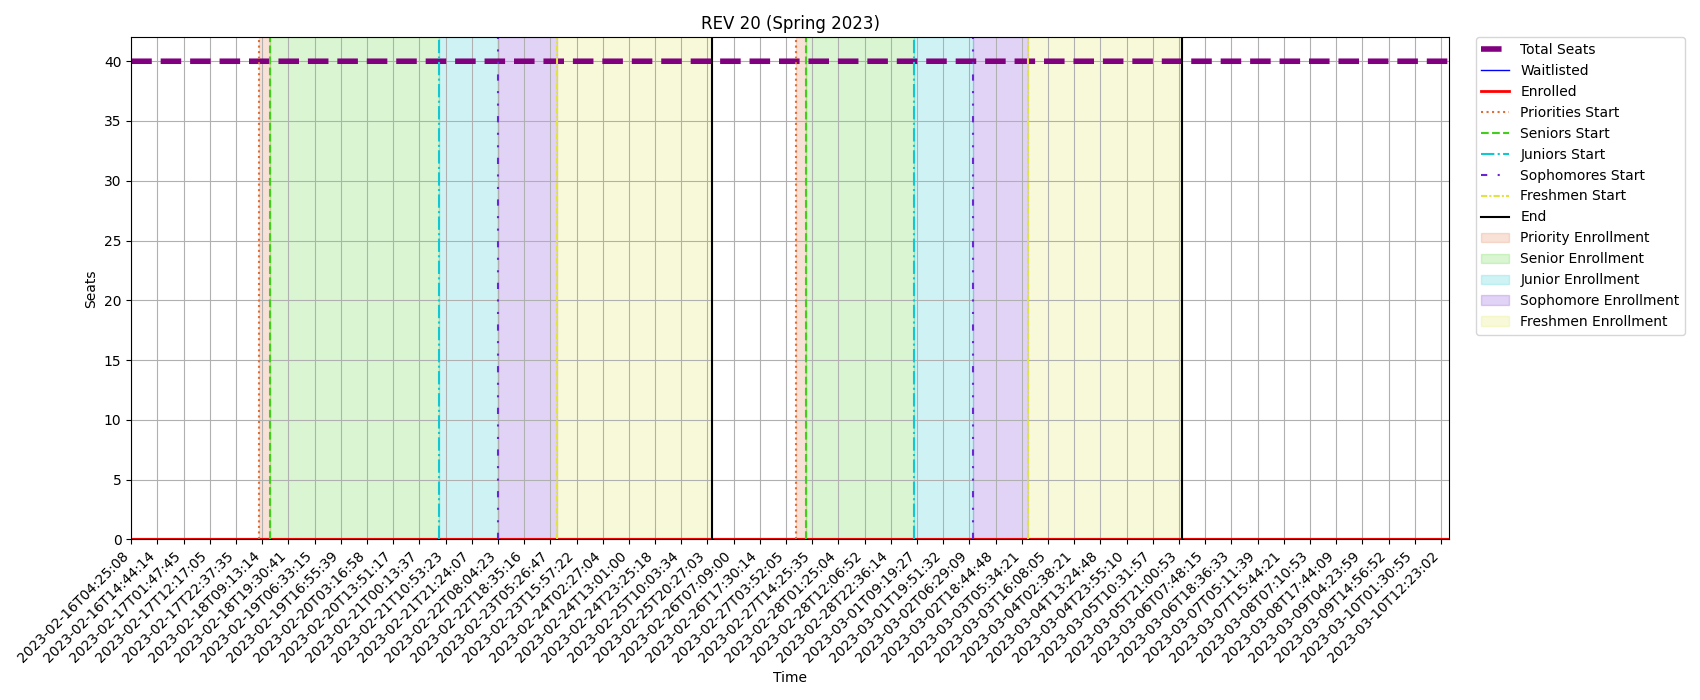 REV 20 (Spring 2023)
Seats
40
35
30
25
20
15
10
5
0
2023-02-16T04:25:08
2023-02-16T14:44:14
2023-02-17T01:47:45
2023-02-17T12:17:05
2023-02-17T22:37:35
2023-02-18T09:13:14
2023-02-18T19:30:41
2023-02-19T06:33:15
2023-02-19T16:55:39
2023-02-20T03:16:58
2023-02-20T13:51:17
2023-02-21T00:13:37
2023-02-21T10:53:23
2023-02-21T21:24:07
2023-02-22T08:04:23
2023-02-22T18:35:16
2023-02-23T05:26:47
2023-02-23T15:57:22
2023-02-24T02:27:04
2023-02-24T13:01:00
2023-02-24T23:25:18
2023-02-25T10:03:34
2023-02-25T20:27:03
2023-02-26T07:09:00
2023-02-26T17:30:14
2023-02-27T03:52:05
2023-02-27T14:25:35
2023-02-28T01:25:04
2023-02-28T12:06:52
2023-02-28T22:36:14
2023-03-01T09:19:27
2023-03-01T19:51:32
2023-03-02T06:29:09
2023-03-02T18:44:48
2023-03-03T05:34:21
2023-03-03T16:08:05
2023-03-04T02:38:21
2023-03-04T13:24:48
2023-03-04T23:55:10
2023-03-05T10:31:57
2023-03-05T21:00:53
2023-03-06T07:48:15
2023-03-06T18:36:33
2023-03-07T05:11:39
2023-03-07T15:44:21
2023-03-08T07:10:53
2023-03-08T17:44:09
2023-03-09T04:23:59
2023-03-09T14:56:52
2023-03-10T01:30:55
2023-03-10T12:23:02
Time
Total Seats
Waitlisted
Enrolled
Priorities Start
Seniors Start
Juniors Start
Sophomores Start
Freshmen Start
End
Priority Enrollment
Senior Enrollment
Junior Enrollment
Sophomore Enrollment
Freshmen Enrollment